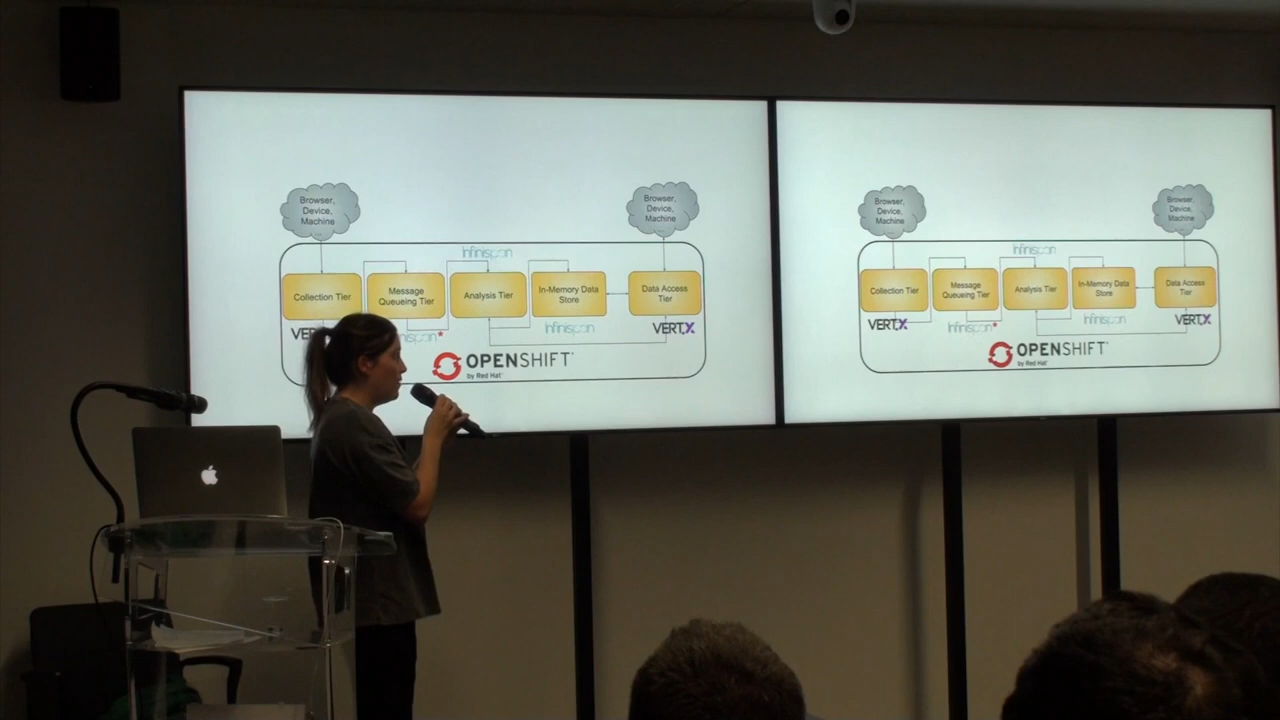 Browser,
Device,
Machine
Browser,
Device,
Machine
Infinispan
Collection Tier
Message
Queueing Tier
Analysis Tier
In-Memory Data
Store
Data Access
Tier
VER
nispan*
Infinispan
VERT.X
OPENSHIFT
by Red Hat
Browser,
Device,
Machine
Browser,
Device,
Machine
Infinispan
Collection Tier
Message
Queueing Tier
Analysis Tier
In-Memory Data
Store
Data Access
Tier
VERT.X
Infinispan*
Infinispan
VERT.X
OPENSHIFT
by Red Hat